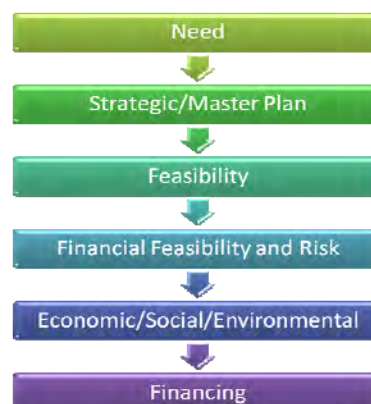 Need
Strategic/Master Plan
Feasibility
Financial Feasibility and Risk
Economic/Social/Environmental
Financing